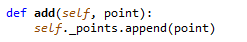 def add(self, point):
    self._points.append(point)